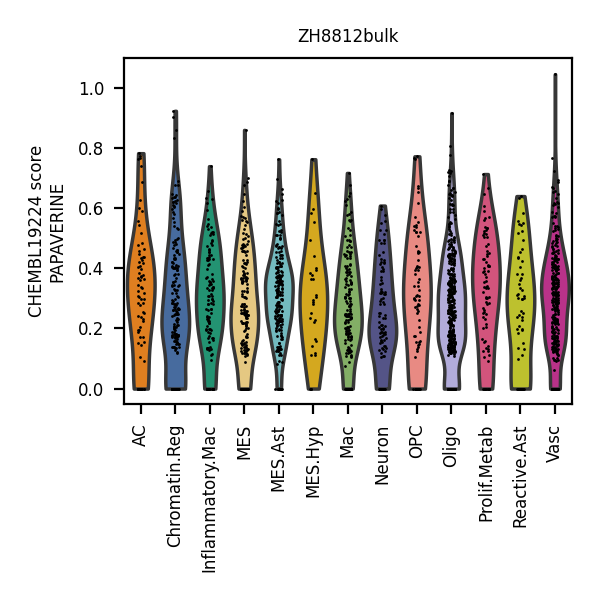 ZH8812bulk
CHEMBL19224 score
PAPAVERINE
1.0
0.8
0.6
0.4
0.2
0.0
AC
Chromatin.Reg
Inflammatory.Mac
MES
MES.Ast
MES.Hyp
Mac
Neuron
OPC
Oligo
Prolif.Metab
Reactive.Ast
Vasc